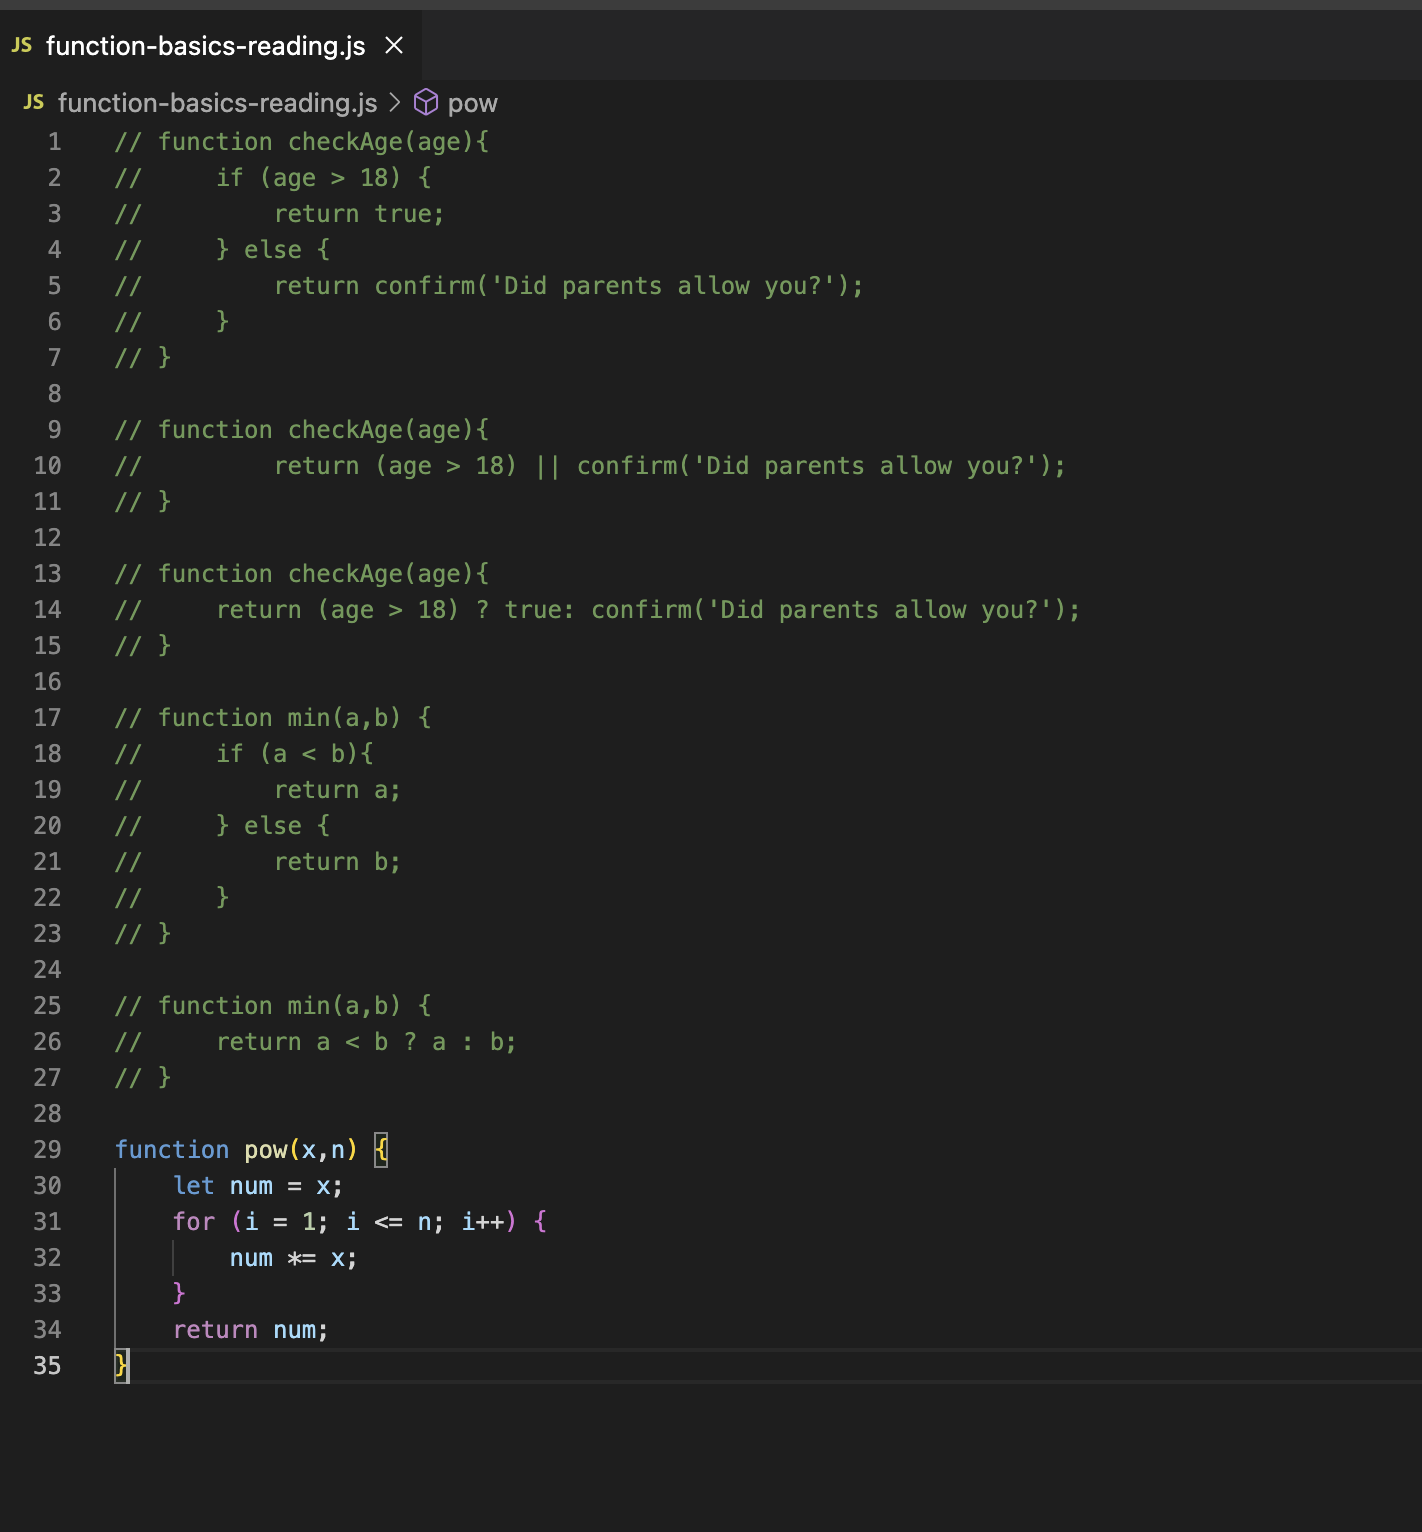 JS function-basics-reading.js ×
JS function-basics-reading.js > pow
1 // function checkAge(age){
2 //     if (age > 18) {
3 //         return true;
4 //     } else {
5 //         return confirm('Did parents allow you?');
6 //     }
7 // }
8
9 // function checkAge(age){
10 //         return (age > 18) || confirm('Did parents allow you?');
11 // }
12
13 // function checkAge(age){
14 //     return (age > 18) ? true: confirm('Did parents allow you?');
15 // }
16
17 // function min(a,b) {
18 //     if (a < b){
19 //         return a;
20 //     } else {
21 //         return b;
22 //     }
23 // }
24
25 // function min(a,b) {
26 //     return a < b ? a : b;
27 // }
28
29 function pow(x,n) {
30     let num = x;
31     for (i = 1; i <= n; i++) {
32         num *= x;
33     }
34     return num;
35 }